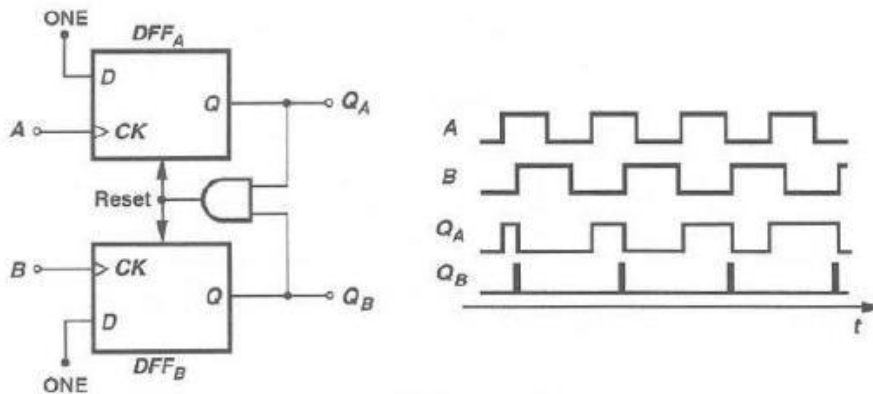 ONE
DFF_A
D
Q
Q_A
A
CK
Reset
B
CK
Q
Q_B
D
DFF_B
ONE
A
B
Q_A
Q_B
t